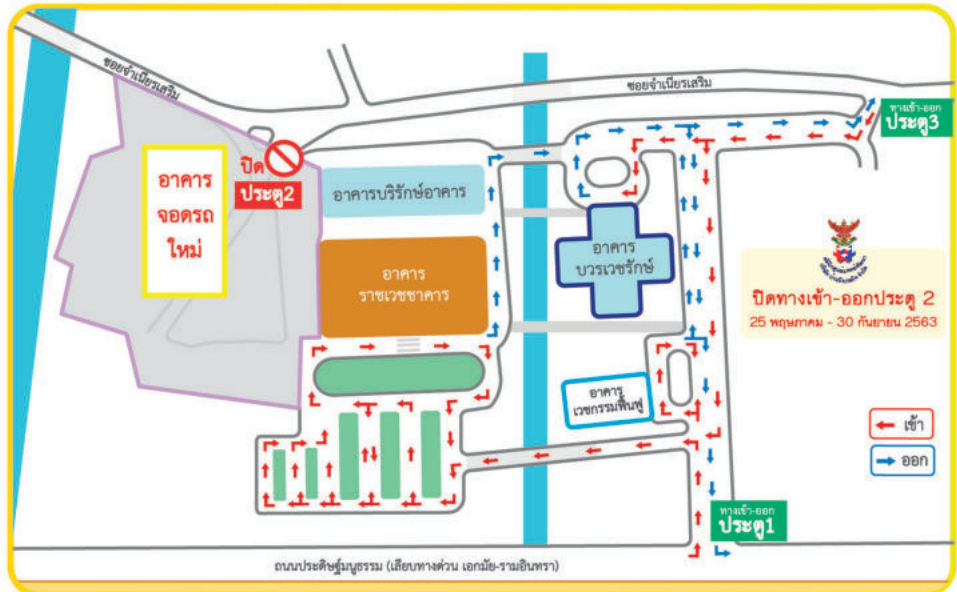 ซอยจำเนียรเสริม
ซอยจำเนียรเสริม
ทางเข้า-ออก
ประตู3
ปิด
ประตู2
อาคาร
จอดรถ
ใหม่
อาคารบริรักษ์อาคาร
อาคาร
ราชเวชชาคาร
อาคาร
บวรเวชรักษ์
ปิดทางเข้า-ออกประตู 2
25 พฤษภาคม - 30 กันยายน 2563
อาคาร
เวชกรรมฟื้นฟู
เข้า
ออก
ทางเข้า-ออก
ประตู1
ถนนประดิษฐ์มนูธรรม (เลียบทางด่วน เอกมัย-รามอินทรา)